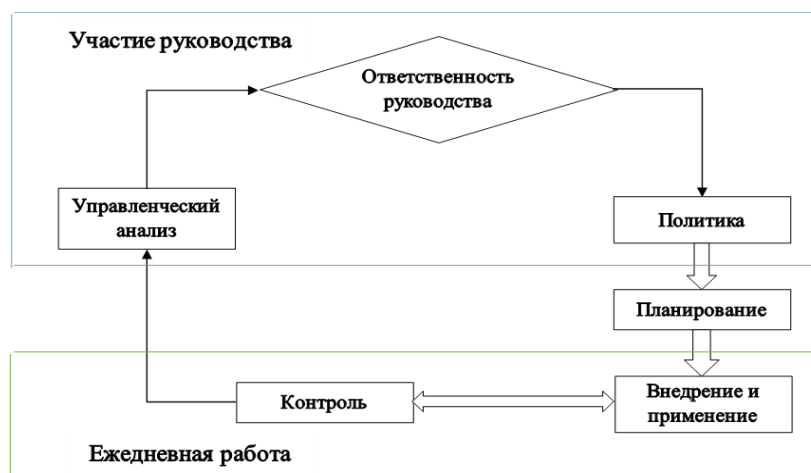 Участие руководства
Ответственность
руководства
Управленческий
анализ
Политика
Планирование
Контроль
Внедрение и
применение
Ежедневная работа